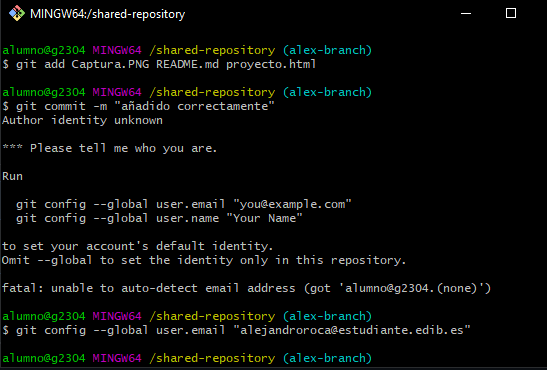 MINGW64:/shared-repository
alumno@g2304 MINGW64 /shared-repository (alex-branch)
$ git add Captura.PNG README.md proyecto.html
alumno@g2304 MINGW64 /shared-repository (alex-branch)
$ git commit -m "añadido correctamente"
Author identity unknown
*** Please tell me who you are.
Run
git config --global user.email "you@example.com"
git config --global user.name "Your Name"
to set your account's default identity.
Omit --global to set the identity only in this repository.
fatal: unable to auto-detect email address (got 'alumno@g2304.(none)')
alumno@g2304 MINGW64 /shared-repository (alex-branch)
$ git config --global user.email "alejandroroca@estudiante.edib.es"
alumno@g2304 MINGW64 /shared-repository (alex-branch)